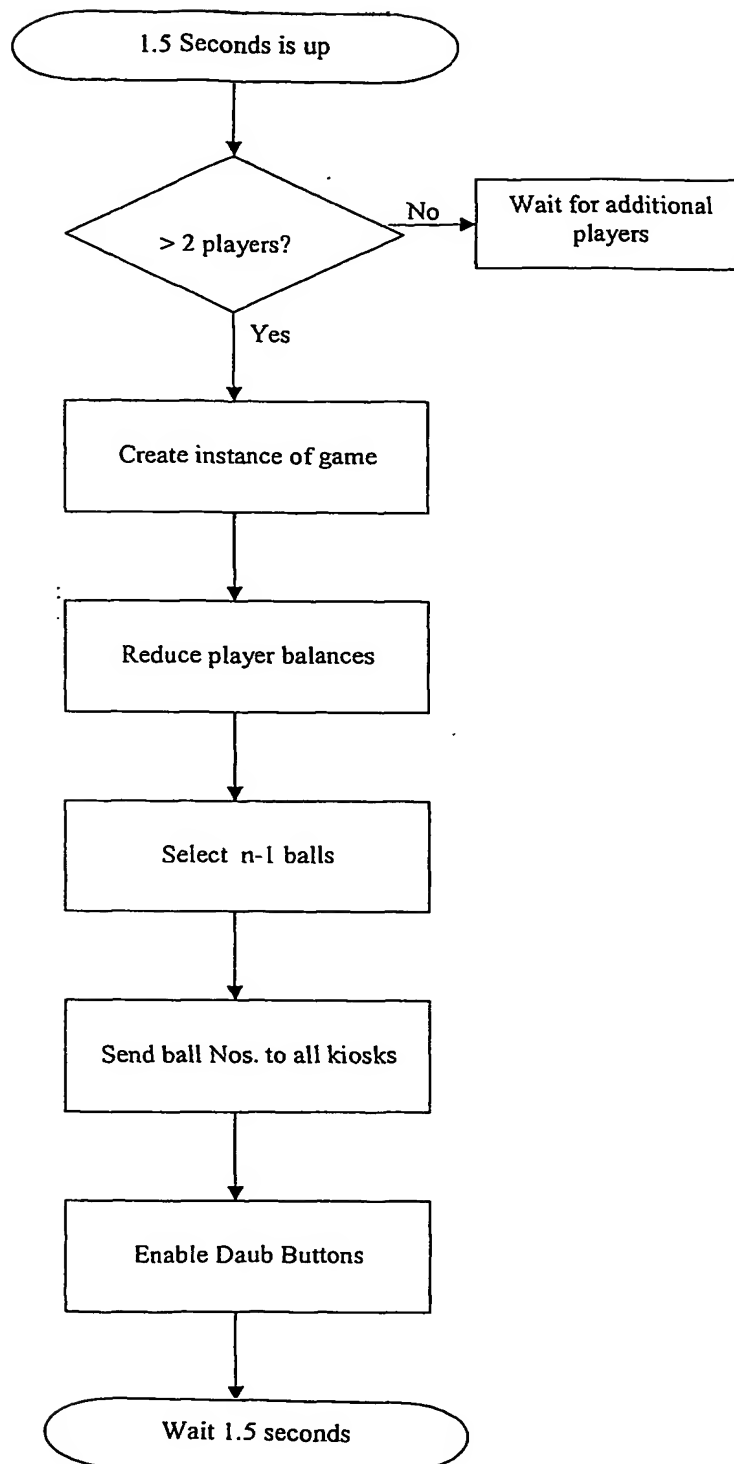 1.5 Seconds is up
> 2 players?
No
Wait for additional
players
Yes
Create instance of game
Reduce player balances
Select n-1 balls
Send ball Nos. to all kiosks
Enable Daub Buttons
Wait 1.5 seconds